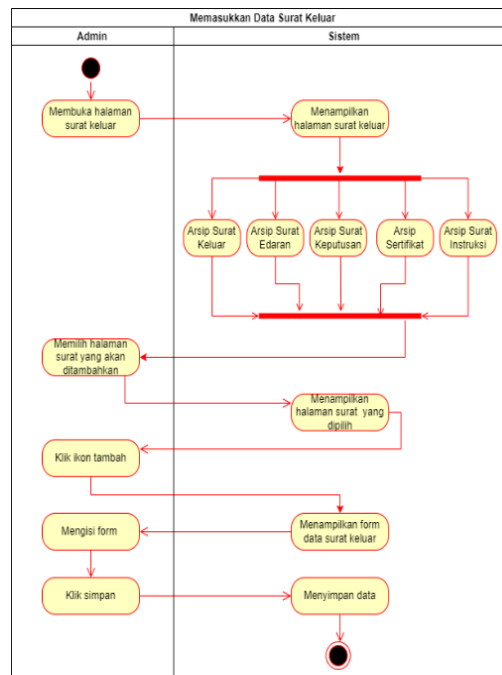 Memasukkan Data Surat Keluar
Admin
Sistem
Membuka halaman
surat keluar
Menampilkan
halaman surat keluar
Arsip Surat
Keluar
Arsip Surat
Edaran
Arsip Surat
Keputusan
Arsip
Sertifikat
Arsip Surat
Instruksi
Memilih halaman
surat yang akan
ditambahkan
Menampilkan
halaman surat yang
dipilih
Klik ikon tambah
Menampilkan form
data surat keluar
Mengisi form
Klik simpan
Menyimpan data